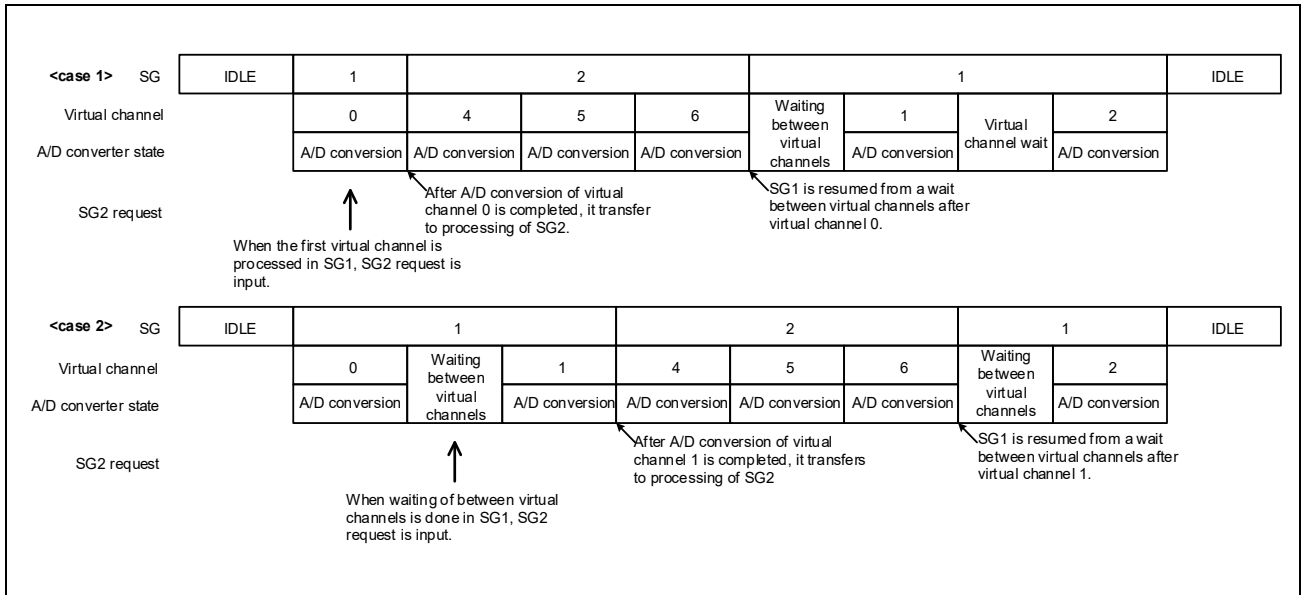 <case 1> SG IDLE 1 2 1 IDLE
Virtual channel 0 4 5 6 Waiting between virtual channels 1 Virtual channel wait 2
A/D converter state A/D conversion A/D conversion A/D conversion A/D conversion A/D conversion A/D conversion
SG2 request
After A/D conversion of virtual
channel 0 is completed, it transfer
to processing of SG2.
SG1 is resumed from a wait
between virtual channels after
virtual channel 0.
When the first virtual channel is
processed in SG1, SG2 request is
input.
<case 2> SG IDLE 1 2 1 IDLE
Virtual channel 0 Waiting between virtual channels 1 4 5 6 Waiting between virtual channels 2
A/D converter state A/D conversion A/D conversion A/D conversion A/D conversion A/D conversion A/D conversion
SG2 request
After A/D conversion of virtual
channel 1 is completed, it transfers
to processing of SG2
SG1 is resumed from a wait
between virtual channels after
virtual channel 1.
When waiting of between virtual
channels is done in SG1, SG2
request is input.